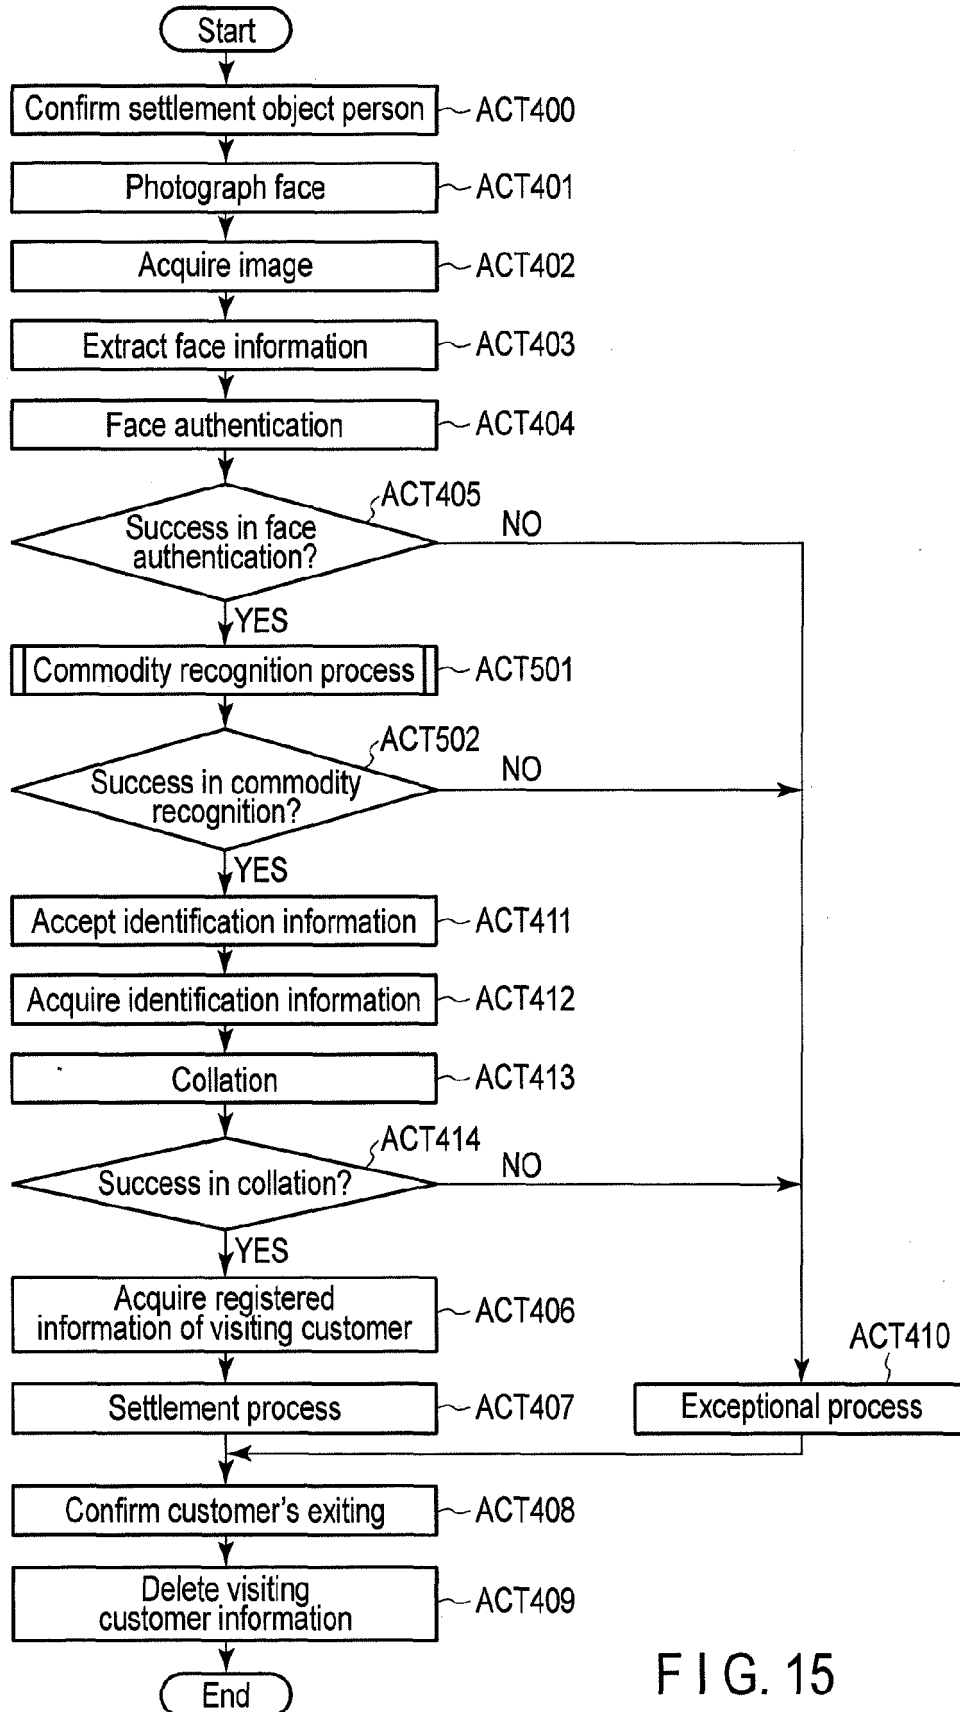 Start
Confirm settlement object person
ACT400
Photograph face
ACT401
Acquire image
ACT402
Extract face information
ACT403
Face authentication
ACT404
ACT405
Success in face
authentication?
NO
YES
Commodity recognition process
ACT501
ACT502
Success in commodity
recognition?
NO
YES
Accept identification information
ACT411
Acquire identification information
ACT412
Collation
ACT413
ACT414
Success in collation?
NO
YES
Acquire registered
information of visiting customer
ACT406
ACT410
Settlement process
ACT407
Exceptional process
Confirm customer's exiting
ACT408
Delete visiting
customer information
ACT409
End
FIG. 15